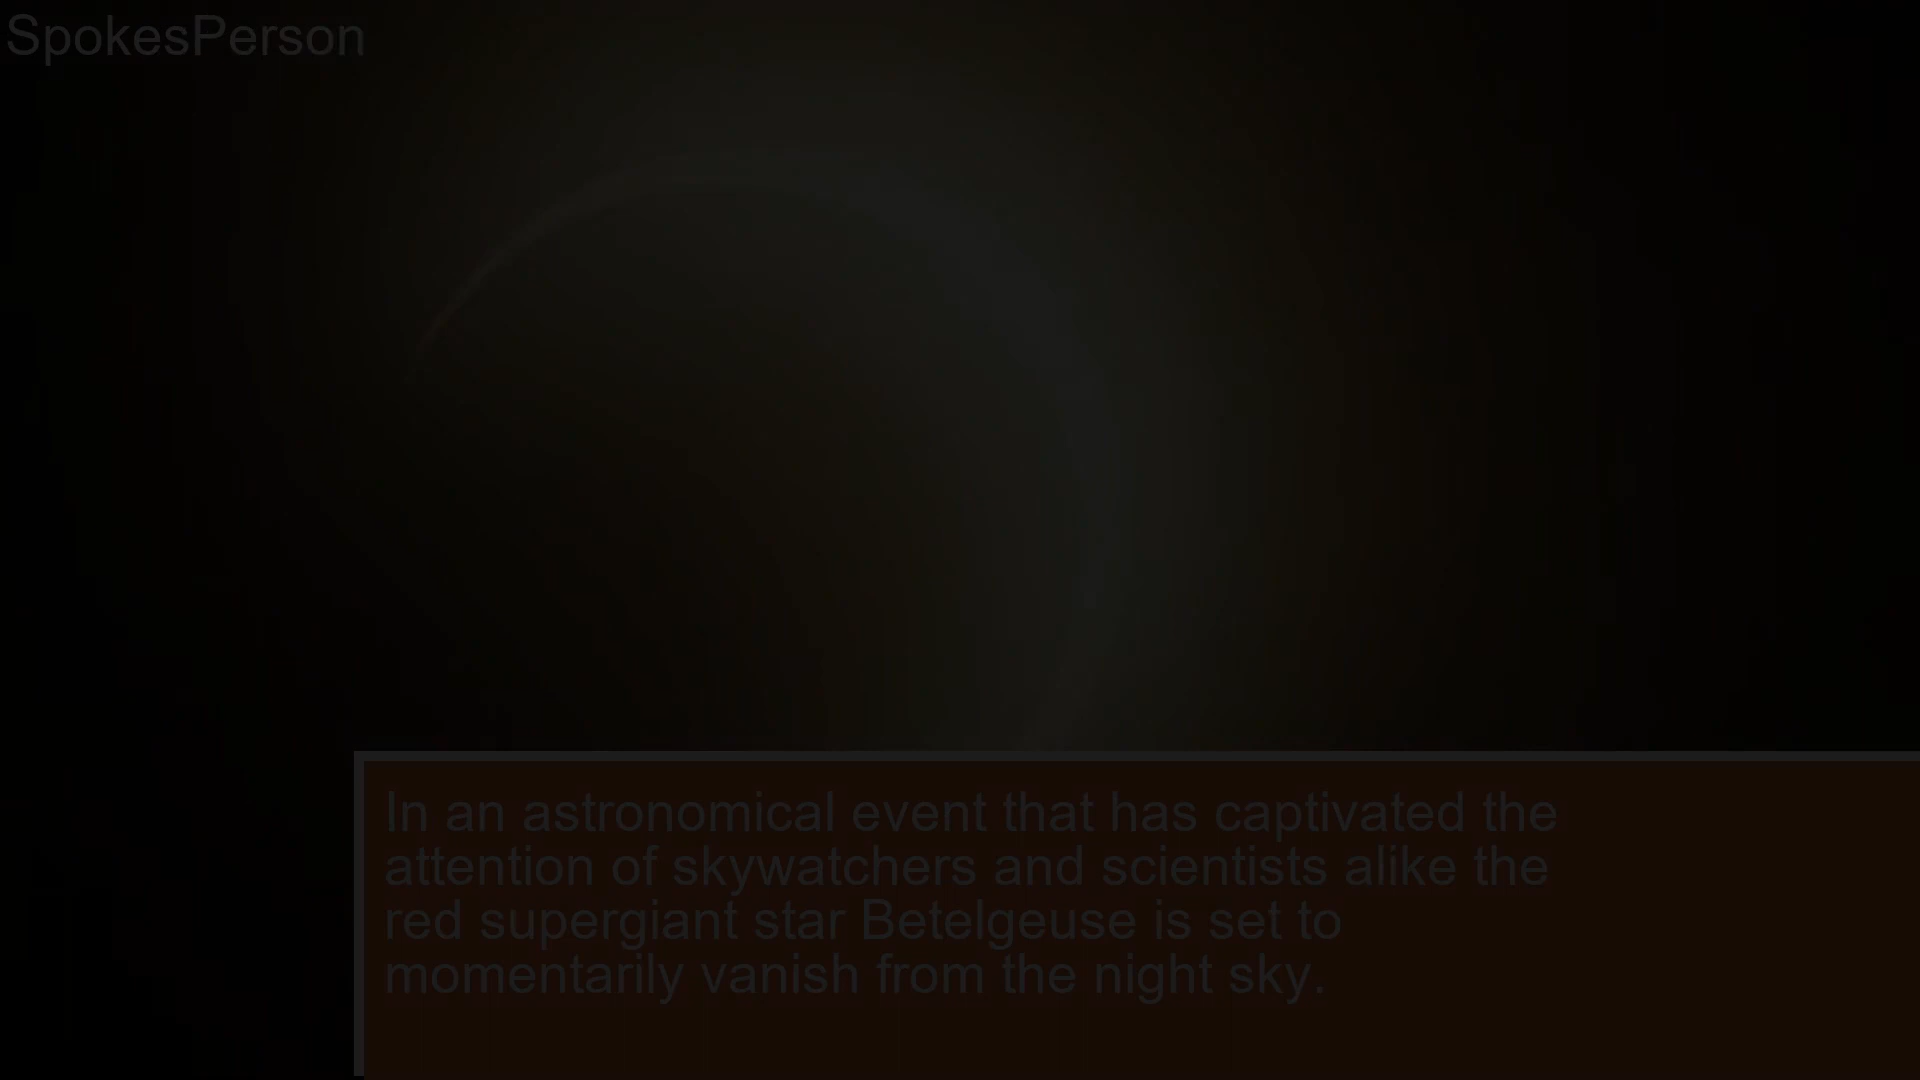 SpokesPerson
In an astronomical event that has captivated the
attention of skywatchers and scientists alike the
red supergiant star Betelgeuse is set to
momentarily vanish from the night sky.